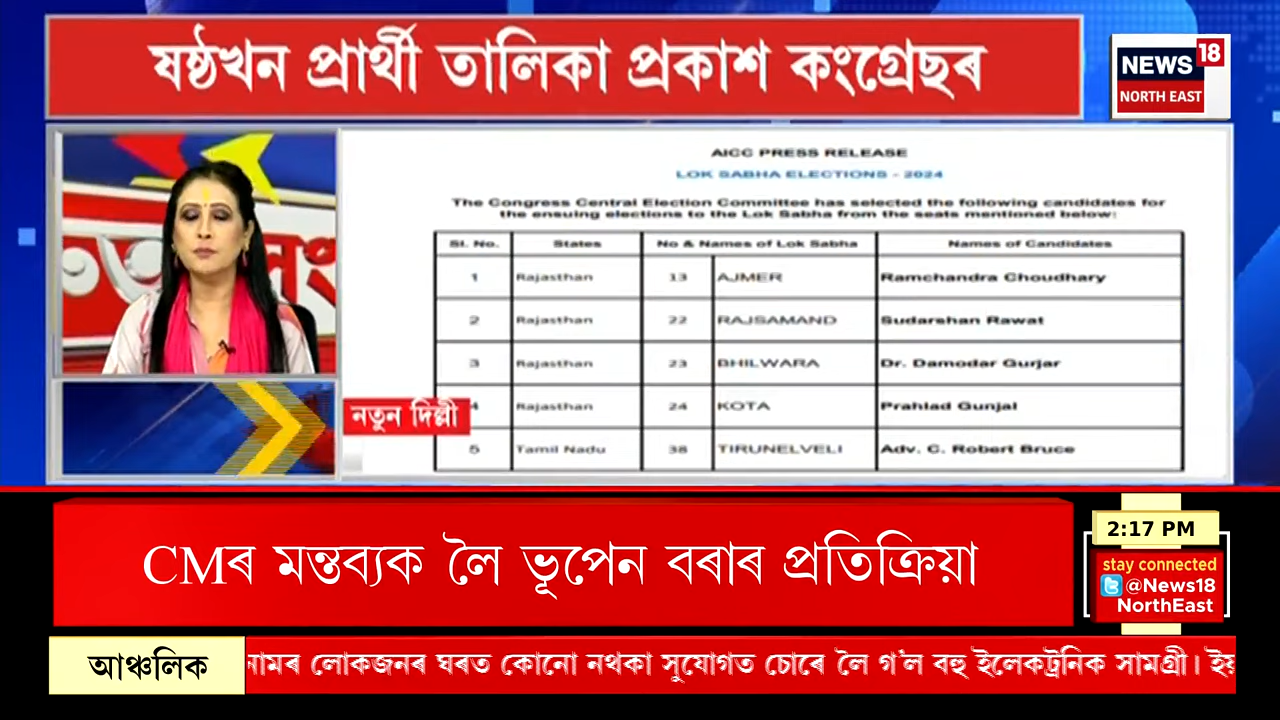 ষষ্ঠখন প্ৰাৰ্থী তালিকা প্ৰকাশ কংগ্ৰেছৰ
NEWS 18
NORTH EAST
AICC PRESS RELEASE
LOK SABHA ELECTIONS - 2024
The Congress Central Election Committee has selected the following candidates for
the ensuing elections to the Lok Sabha from the seats mentioned below:
Sl. No. States No & Names of Lok Sabha Names of Candidates
1 Rajasthan 13 AJMER Ramchandra Choudhary
2 Rajasthan 22 RAJSAMAND Sudarshan Rawat
3 Rajasthan 23 BHILWARA Dr. Damodar Gurjar
4 Rajasthan 24 KOTA Prahlad Gunjal
5 Tamil Nadu 38 TIRUNELVELI Adv. C. Robert Bruce
নতুন দিল্লী
CMৰ মন্তব্যক লৈ ভূপেন বৰাৰ প্ৰতিক্ৰিয়া
2:17 PM
stay connected
@News18
NorthEast
আঞ্চলিক
নামৰ লোকজনৰ ঘৰত কোনো নথকা সুযোগত চোৰে লৈ গ'ল বহু ইলেকট্ৰনিক সামগ্ৰী।